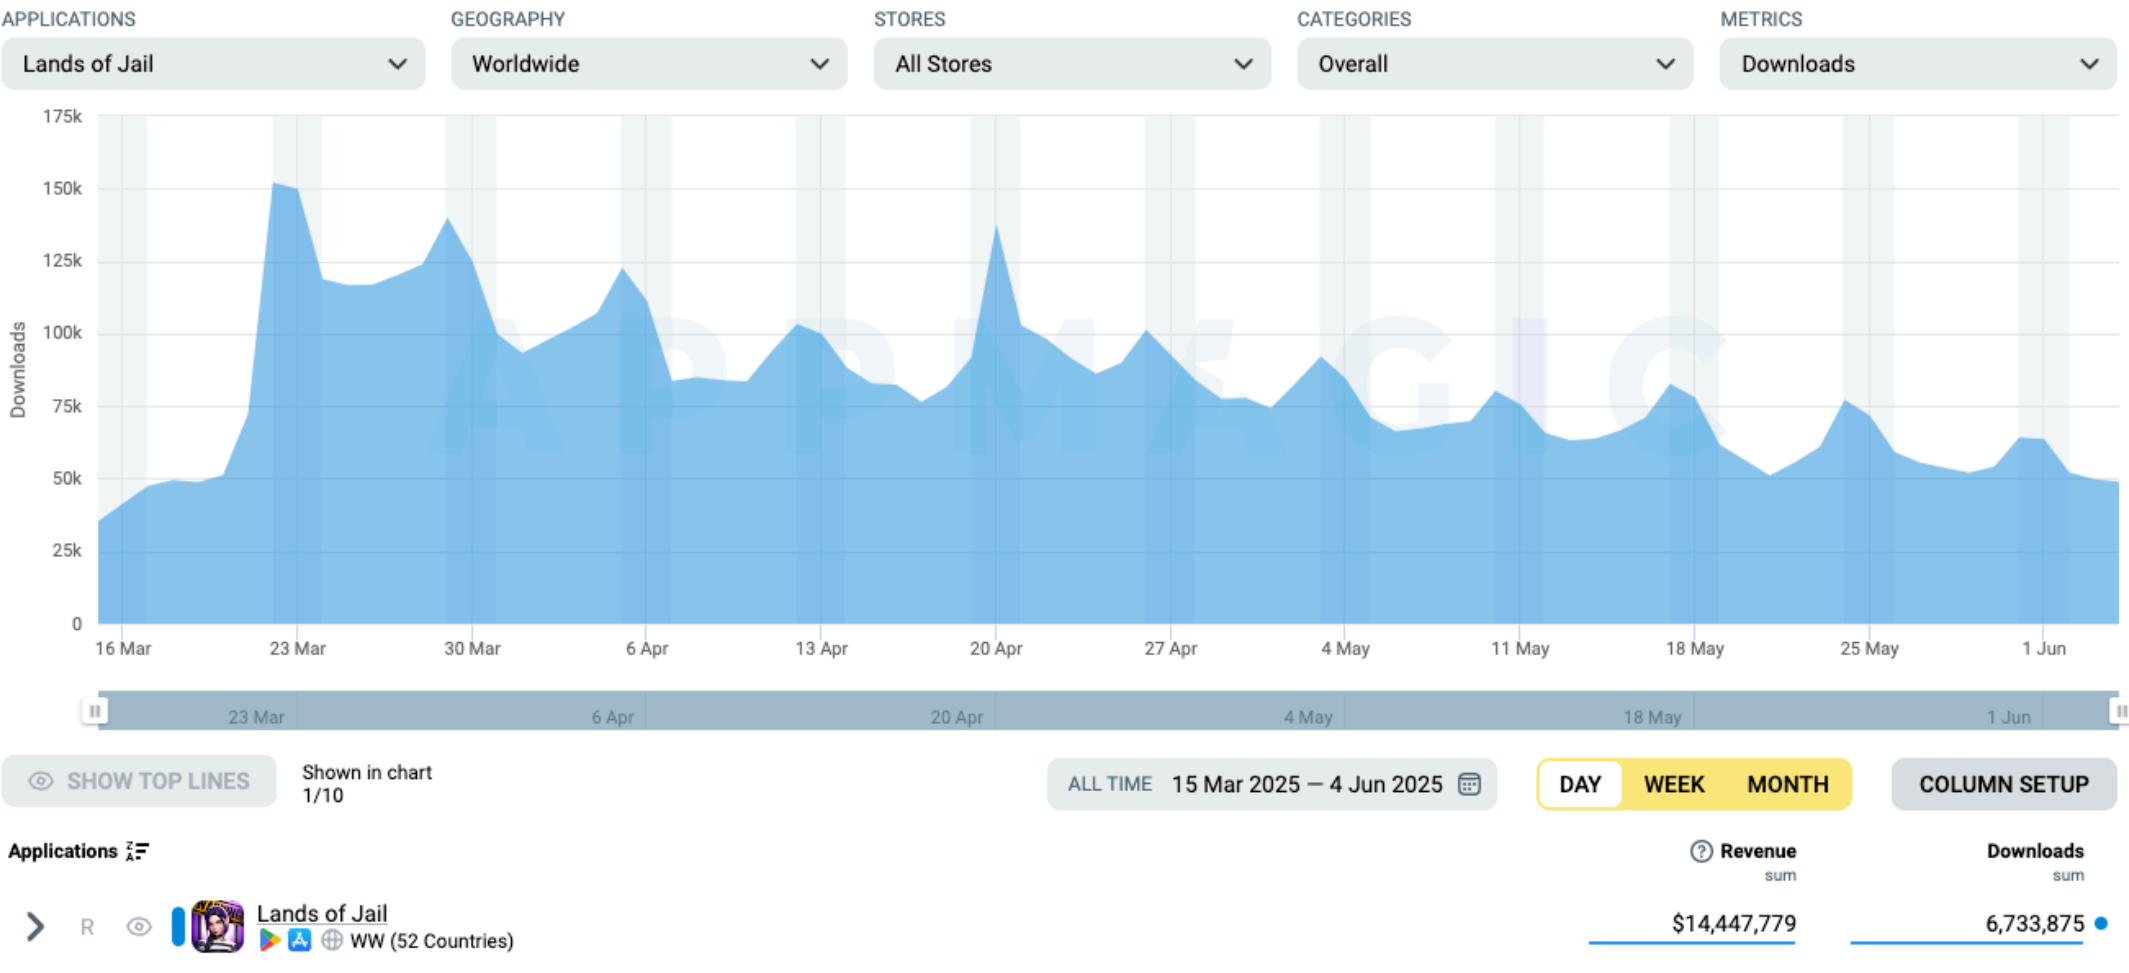 APPLICATIONS GEOGRAPHY STORES CATEGORIES METRICS
Lands of Jail Worldwide All Stores Overall Downloads
175k
150k
125k
100k
75k
50k
25k
0
Downloads
APPMAGIC
16 Mar 23 Mar 30 Mar 6 Apr 13 Apr 20 Apr 27 Apr 4 May 11 May 18 May 25 May 1 Jun
23 Mar 6 Apr 20 Apr 4 May 18 May 1 Jun
SHOW TOP LINES
Shown in chart
1/10
ALL TIME 15 Mar 2025 — 4 Jun 2025
DAY WEEK MONTH
COLUMN SETUP
Applications Z A
? Revenue Downloads
sum sum
R Lands of Jail $14,447,779 6,733,875
WW (52 Countries)